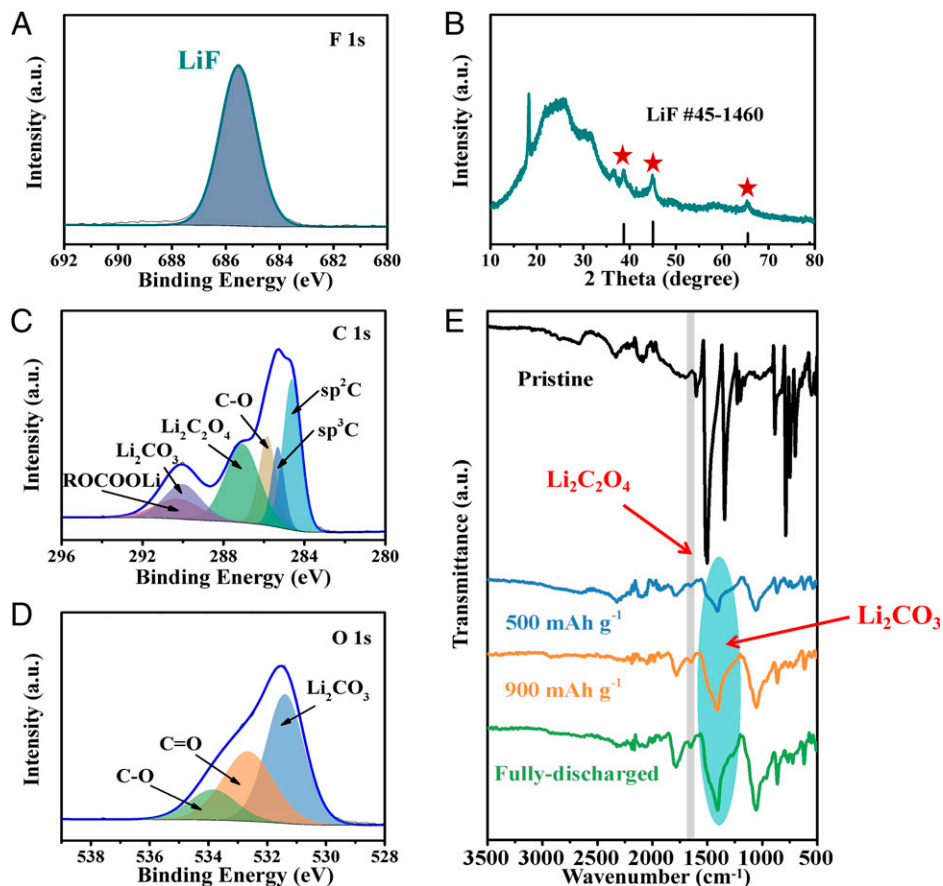 A
F 1s
LiF
Intensity (a.u.)
692 690 688 686 684 682 680
Binding Energy (eV)
B
LiF #45-1460
Intensity (a.u.)
10 20 30 40 50 60 70 80
2 Theta (degree)
C
C 1s
sp²C
C-O
sp³C
Li₂C₂O₄
Li₂CO₃
ROCOOLi
Intensity (a.u.)
296 292 288 284 280
Binding Energy (eV)
D
O 1s
Li₂CO₃
C=O
C-O
Intensity (a.u.)
538 536 534 532 530 528
Binding Energy (eV)
E
Pristine
Li₂C₂O₄
500 mAh g⁻¹
Li₂CO₃
900 mAh g⁻¹
Fully-discharged
Transmittance (a.u.)
3500 3000 2500 2000 1500 1000 500
Wavenumber (cm⁻¹)